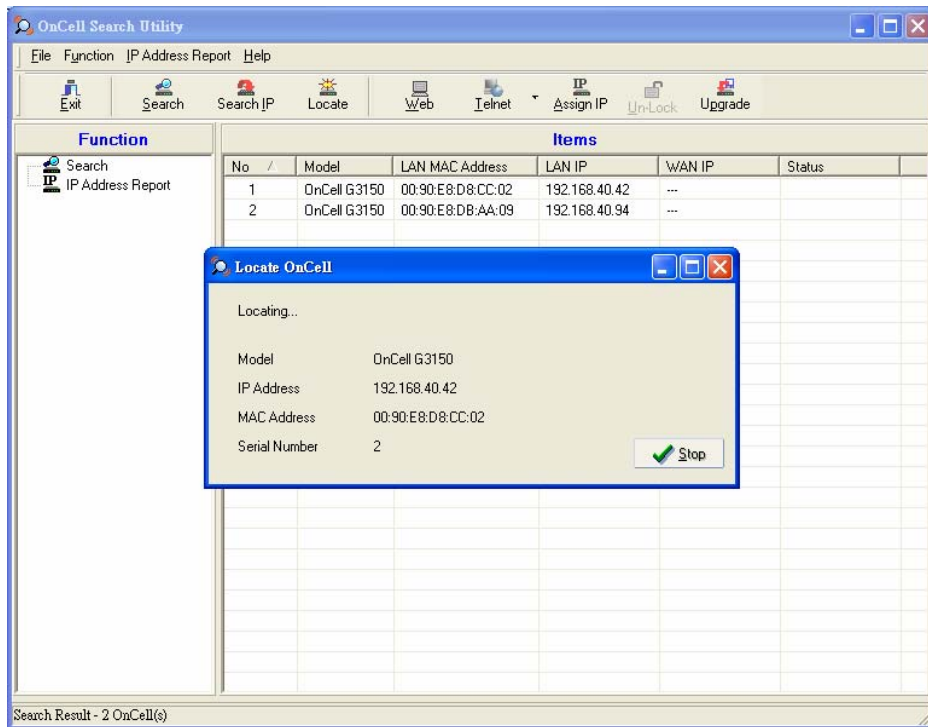 OnCell Search Utility
File Function IP Address Report Help
Exit Search Search IP Locate Web Telnet Assign IP Un-Lock Upgrade
Function Items
Search
IP Address Report
No Model LAN MAC Address LAN IP WAN IP Status
1 OnCell G3150 00:90:E8:D8:CC:02 192.168.40.42 ---
2 OnCell G3150 00:90:E8:DB:AA:09 192.168.40.94 ---
Locate OnCell
Locating...
Model OnCell G3150
IP Address 192.168.40.42
MAC Address 00:90:E8:D8:CC:02
Serial Number 2
Stop
Search Result - 2 OnCell(s)